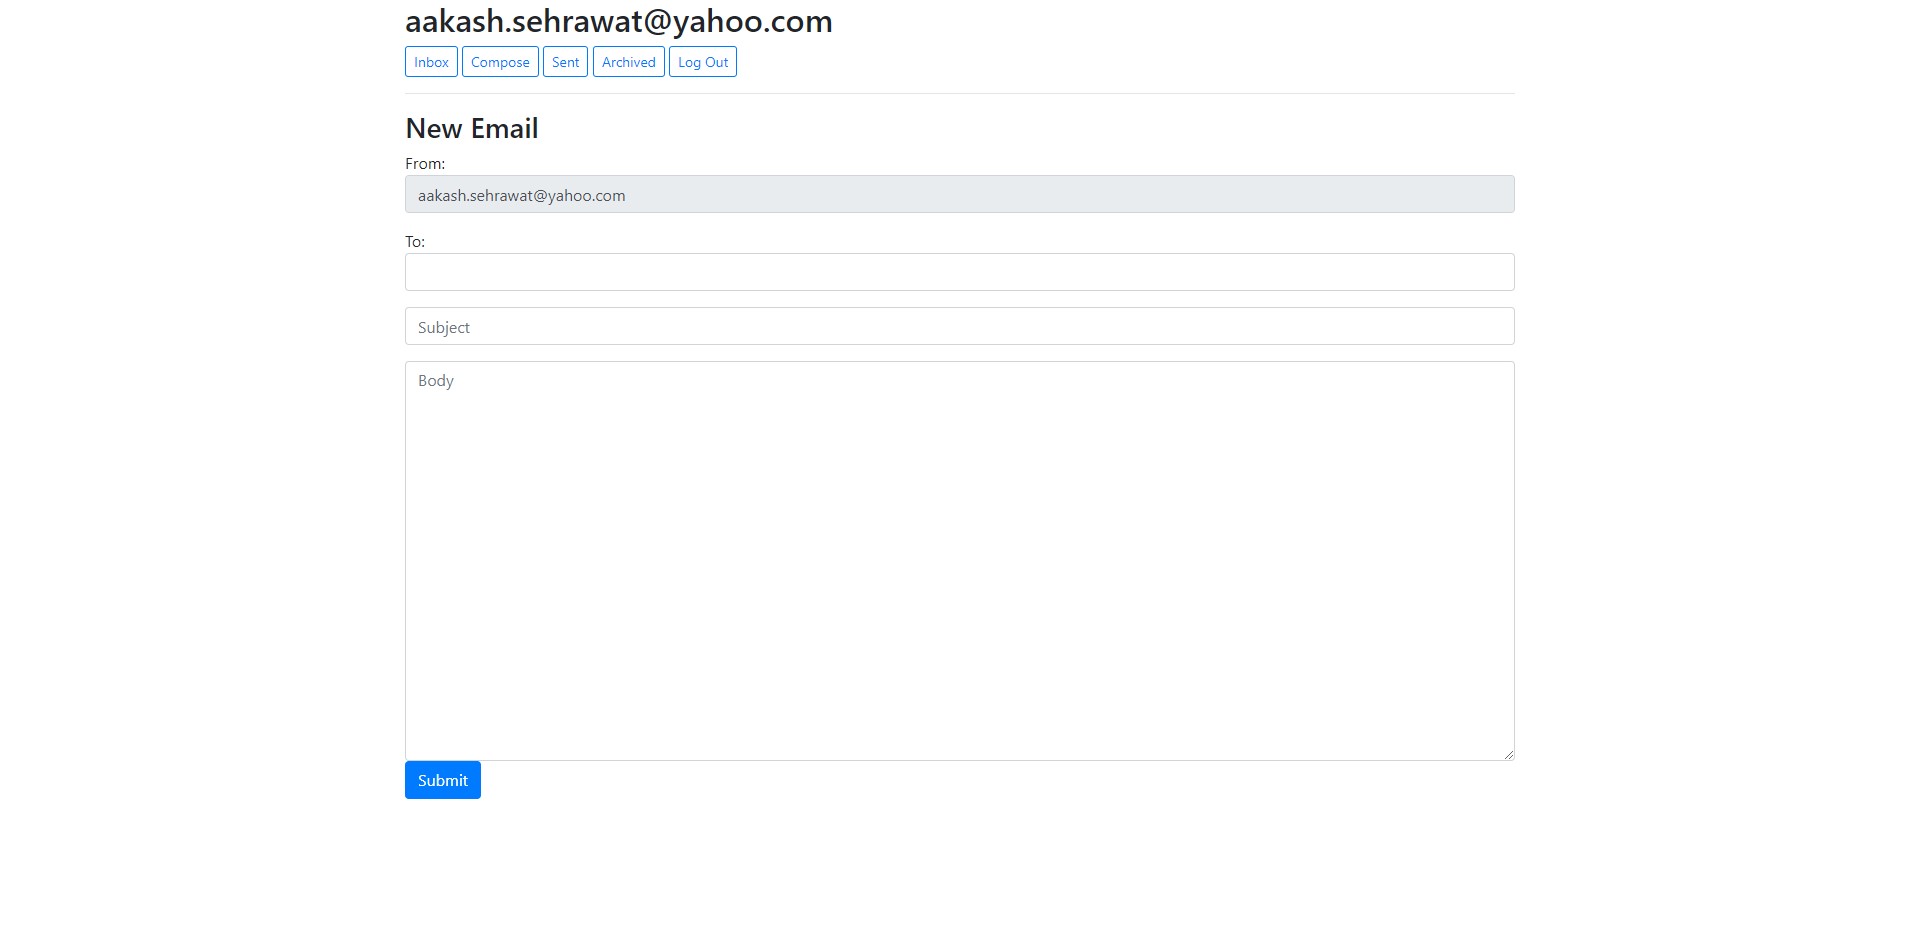 aakash.sehrawat@yahoo.com
Inbox Compose Sent Archived Log Out
New Email
From:
aakash.sehrawat@yahoo.com
To:
Subject
Body
Submit